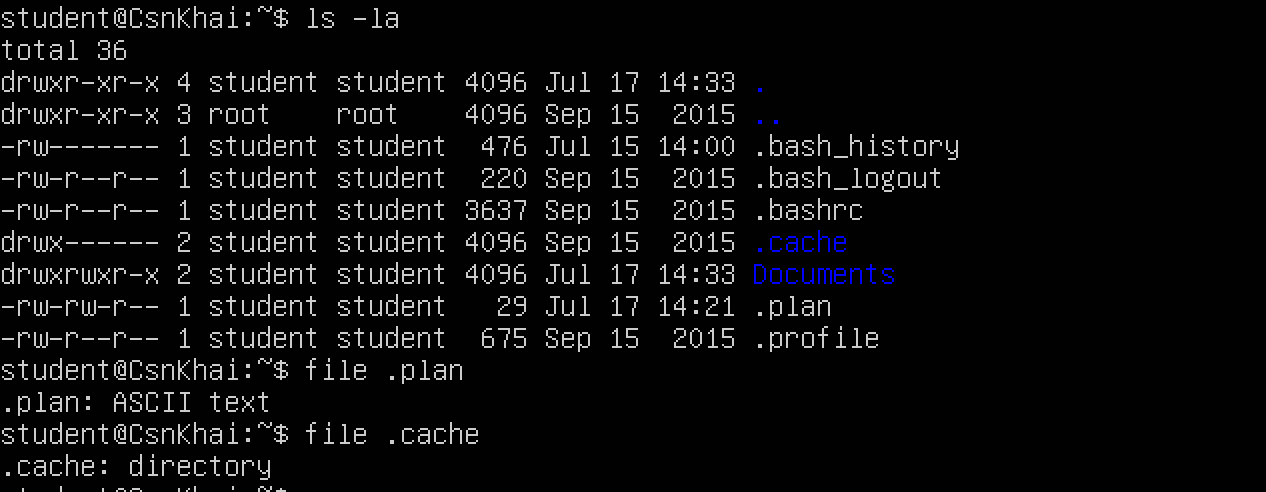 student@CsnKhai:~$ ls -la
total 36
drwxr-xr-x 4 student student 4096 Jul 17 14:33 .
drwxr-xr-x 3 root    root    4096 Sep 15  2015 ..
-rw------- 1 student student  476 Jul 15 14:00 .bash_history
-rw-r--r-- 1 student student  220 Sep 15  2015 .bash_logout
-rw-r--r-- 1 student student 3637 Sep 15  2015 .bashrc
drwx------ 2 student student 4096 Sep 15  2015 .cache
drwxrwxr-x 2 student student 4096 Jul 17 14:33 Documents
-rw-rw-r-- 1 student student   29 Jul 17 14:21 .plan
-rw-r--r-- 1 student student  675 Sep 15  2015 .profile
student@CsnKhai:~$ file .plan
.plan: ASCII text
student@CsnKhai:~$ file .cache
.cache: directory